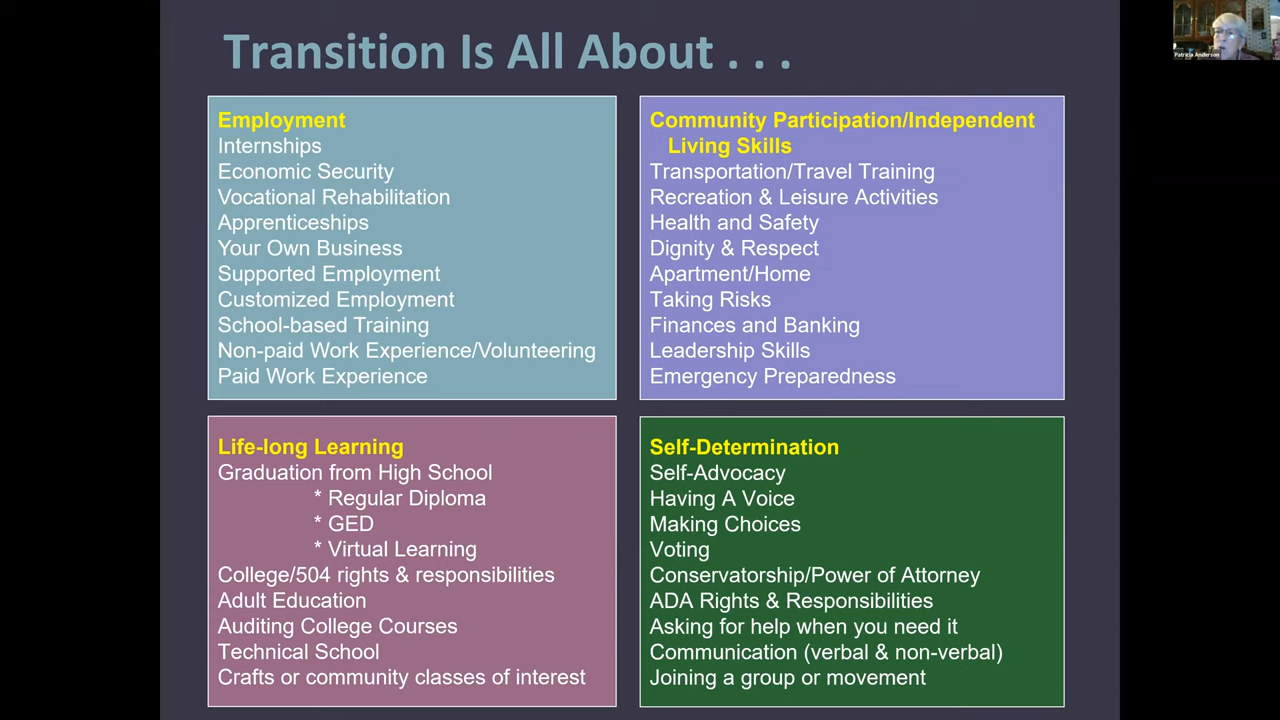 Transition Is All About . . .
Employment
Internships
Economic Security
Vocational Rehabilitation
Apprenticeships
Your Own Business
Supported Employment
Customized Employment
School-based Training
Non-paid Work Experience/Volunteering
Paid Work Experience
Community Participation/Independent
Living Skills
Transportation/Travel Training
Recreation & Leisure Activities
Health and Safety
Dignity & Respect
Apartment/Home
Taking Risks
Finances and Banking
Leadership Skills
Emergency Preparedness
Life-long Learning
Graduation from High School
* Regular Diploma
* GED
* Virtual Learning
College/504 rights & responsibilities
Adult Education
Auditing College Courses
Technical School
Crafts or community classes of interest
Self-Determination
Self-Advocacy
Having A Voice
Making Choices
Voting
Conservatorship/Power of Attorney
ADA Rights & Responsibilities
Asking for help when you need it
Communication (verbal & non-verbal)
Joining a group or movement
Patricia Anderson